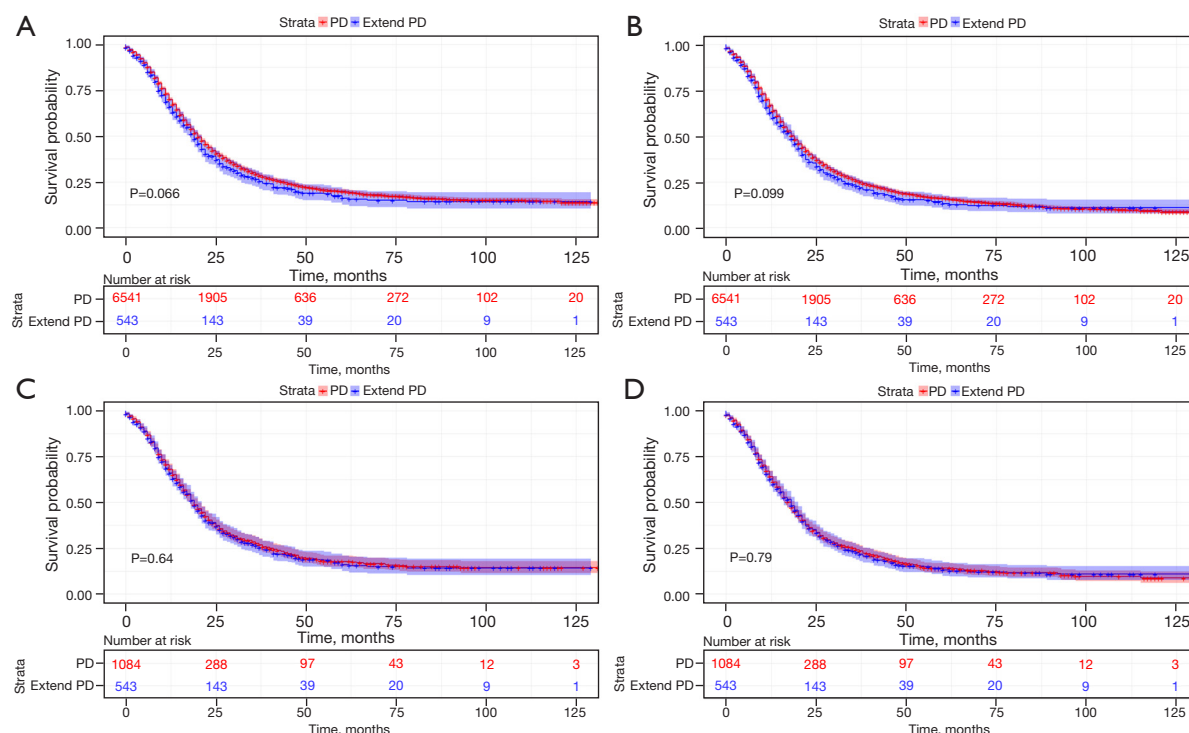 A
Strata PD Extend PD
Survival probability
1.00
0.75
0.50
0.25
0.00
P=0.066
0 25 50 75 100 125
Time, months
Number at risk
Strata
PD 6541 1905 636 272 102 20
Extend PD 543 143 39 20 9 1
0 25 50 75 100 125
Time, months
B
Strata PD Extend PD
Survival probability
1.00
0.75
0.50
0.25
0.00
P=0.099
0 25 50 75 100 125
Time, months
Number at risk
Strata
PD 6541 1905 636 272 102 20
Extend PD 543 143 39 20 9 1
0 25 50 75 100 125
Time, months
C
Strata PD Extend PD
Survival probability
1.00
0.75
0.50
0.25
0.00
P=0.64
0 25 50 75 100 125
Time, months
Number at risk
Strata
PD 1084 288 97 43 12 3
Extend PD 543 143 39 20 9 1
0 25 50 75 100 125
Time, months
D
Strata PD Extend PD
Survival probability
1.00
0.75
0.50
0.25
0.00
P=0.79
0 25 50 75 100 125
Time, months
Number at risk
Strata
PD 1084 288 97 43 12 3
Extend PD 543 143 39 20 9 1
0 25 50 75 100 125
Time, months